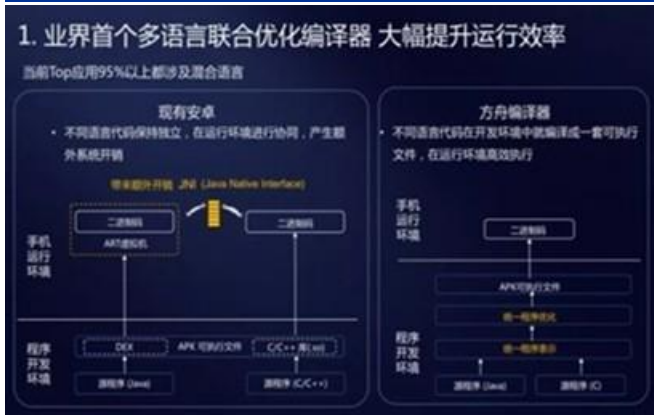 1. 业界首个多语言联合优化编译器 大幅提升运行效率
当前Top应用95%以上都涉及混合语言
现有安卓
• 不同语言代码保持独立，在运行环境进行协同，产生额
外系统开销
带来额外开销 JNI (Java Native Interface)
二进制码
ART虚拟机
二进制码
手机
运行
环境
DEX
APK 可执行文件
C/C++ 库(.so)
程序
开发
环境
源程序 (Java)
源程序 (C/C++)
方舟编译器
• 不同语言代码在开发环境中就编译成一套可执行
文件，在运行环境高效执行
手机
运行
环境
二进制码
APK可执行文件
统一程序优化
统一程序表示
程序
开发
环境
源程序 (Java)
源程序 (C)